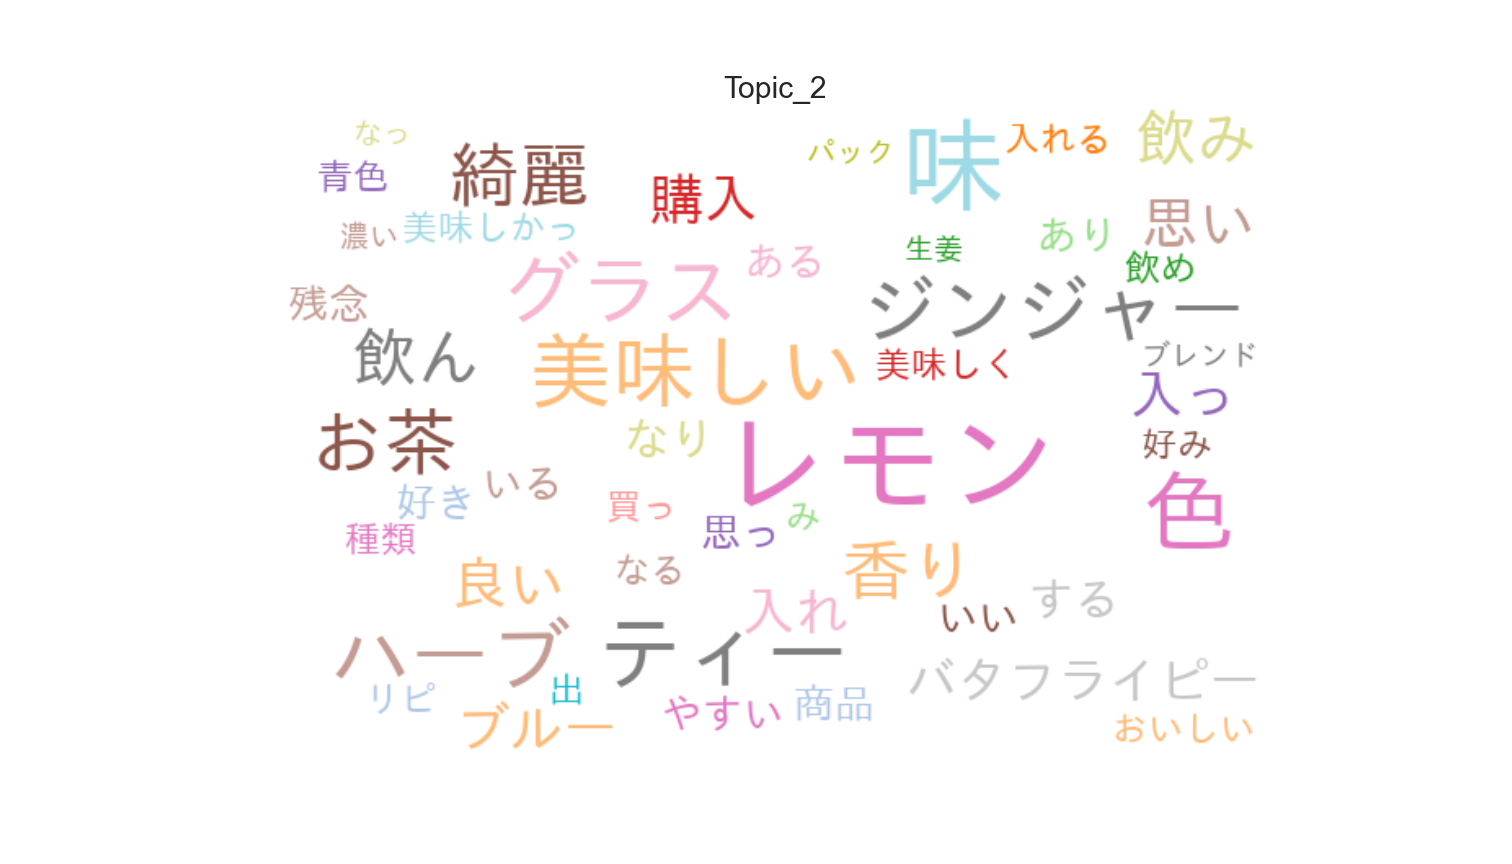 Topic_2
なっ
パック
味
入れる
飲み
青色
綺麗
購入
思い
濃い
美味しかっ
あり
生姜
ある
飲め
残念
グラス
ジンジャー
飲ん
美味しい
美味しく
ブレンド
入っ
お茶
なり
レモン
好み
好き
いる
買っ
み
色
種類
思っ
良い
なる
香り
入れ
いい
する
ハーブ
ティー
リピ
出
バタフライピー
ブルー
やすい
商品
おいしい